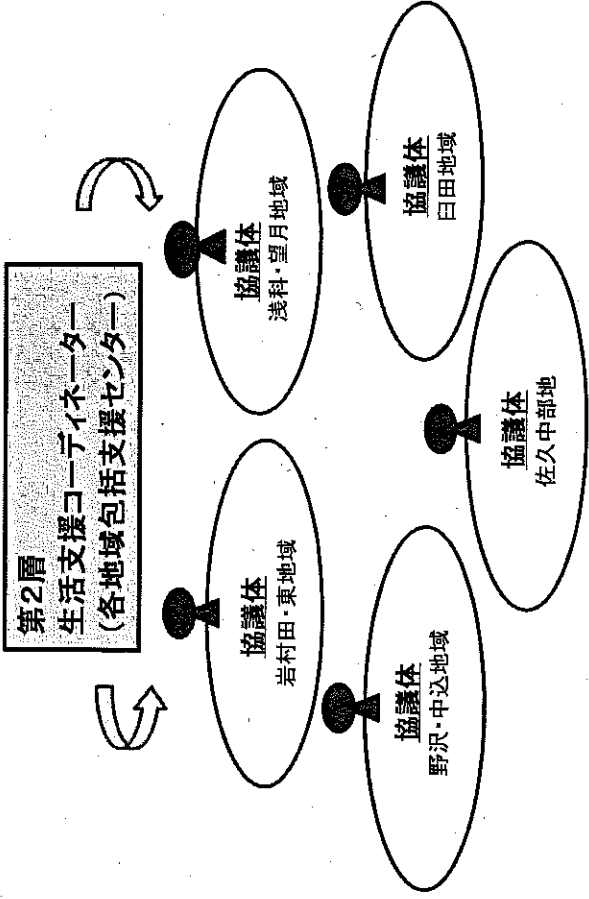 第2層
生活支援コーディネーター
(各地域包括支援センター)
協議体
岩村田・東地域
協議体
浅科・望月地域
協議体
野沢・中込地域
協議体
臼田地域
協議体
佐久中部地